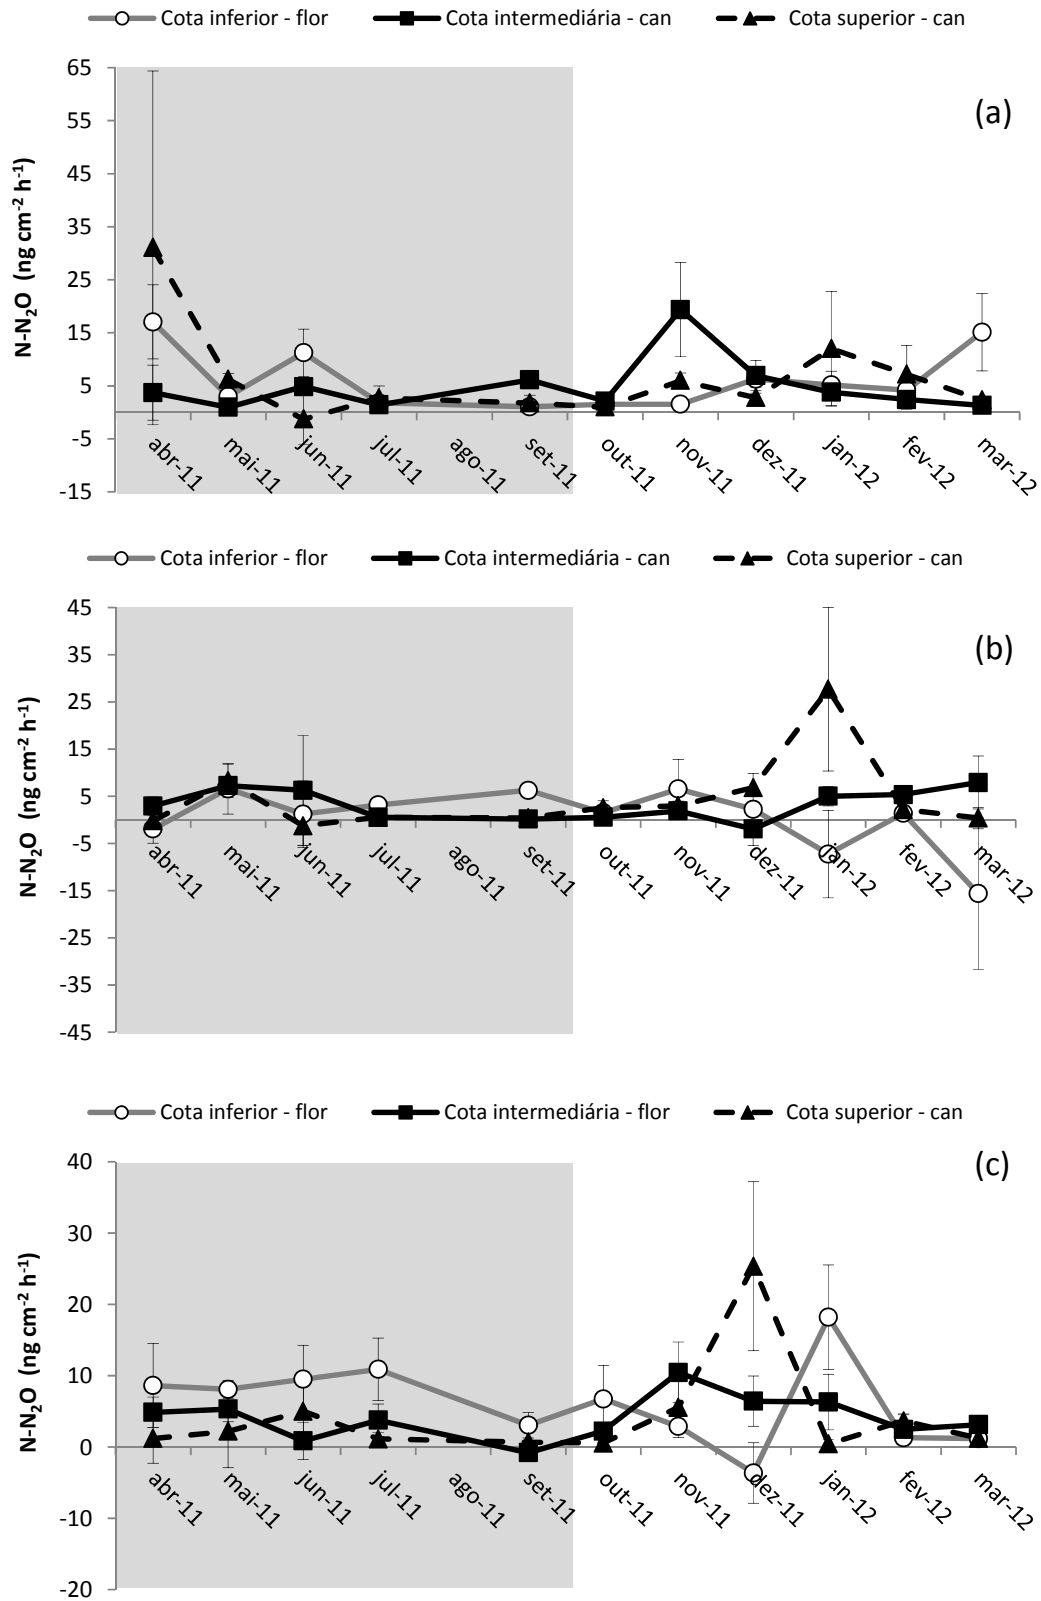 Cota inferior - flor Cota intermediária - can Cota superior - can
65
55
45
35
25
15
5
-5
-15
N-N₂O (ng cm⁻² h⁻¹)
(a)
abr-11 mai-11 jun-11 jul-11 ago-11 set-11 out-11 nov-11 dez-11 jan-12 fev-12 mar-12
Cota inferior - flor Cota intermediária - can Cota superior - can
45
35
25
15
5
-5
-15
-25
-35
-45
N-N₂O (ng cm⁻² h⁻¹)
(b)
abr-11 mai-11 jun-11 jul-11 ago-11 set-11 out-11 nov-11 dez-11 jan-12 fev-12 mar-12
Cota inferior - flor Cota intermediária - flor Cota superior - can
40
30
20
10
0
-10
-20
N-N₂O (ng cm⁻² h⁻¹)
(c)
abr-11 mai-11 jun-11 jul-11 ago-11 set-11 out-11 nov-11 dez-11 jan-12 fev-12 mar-12